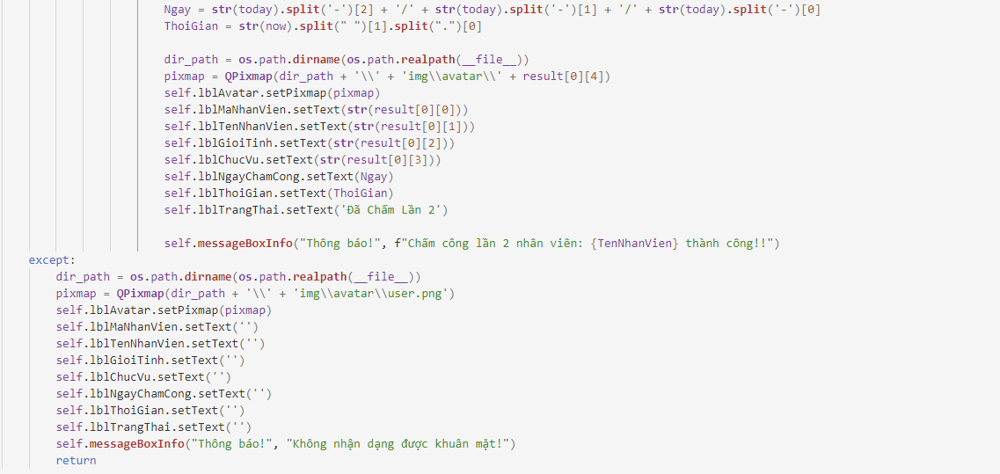 Ngay = str(today).split('-')[2] + '/' + str(today).split('-')[1] + '/' + str(today).split('-')[0]
ThoiGian = str(now).split(" ")[1].split(".")[0]
dir_path = os.path.dirname(os.path.realpath(__file__))
pixmap = QPixmap(dir_path + '\\' + 'img\\avatar\\' + result[0][4])
self.lblAvatar.setPixmap(pixmap)
self.lblMaNhanVien.setText(str(result[0][0]))
self.lblTenNhanVien.setText(str(result[0][1]))
self.lblGioiTinh.setText(str(result[0][2]))
self.lblChucVu.setText(str(result[0][3]))
self.lblNgayChamCong.setText(Ngay)
self.lblThoiGian.setText(ThoiGian)
self.lblTrangThai.setText('Đã Chấm Lần 2')
self.messageBoxInfo("Thông báo!", f"Chấm công lần 2 nhân viên: {TenNhanVien} thành công!!")
except:
dir_path = os.path.dirname(os.path.realpath(__file__))
pixmap = QPixmap(dir_path + '\\' + 'img\\avatar\\user.png')
self.lblAvatar.setPixmap(pixmap)
self.lblMaNhanVien.setText('')
self.lblTenNhanVien.setText('')
self.lblGioiTinh.setText('')
self.lblChucVu.setText('')
self.lblNgayChamCong.setText('')
self.lblThoiGian.setText('')
self.lblTrangThai.setText('')
self.messageBoxInfo("Thông báo!", "Không nhận dạng được khuân mặt!")
return